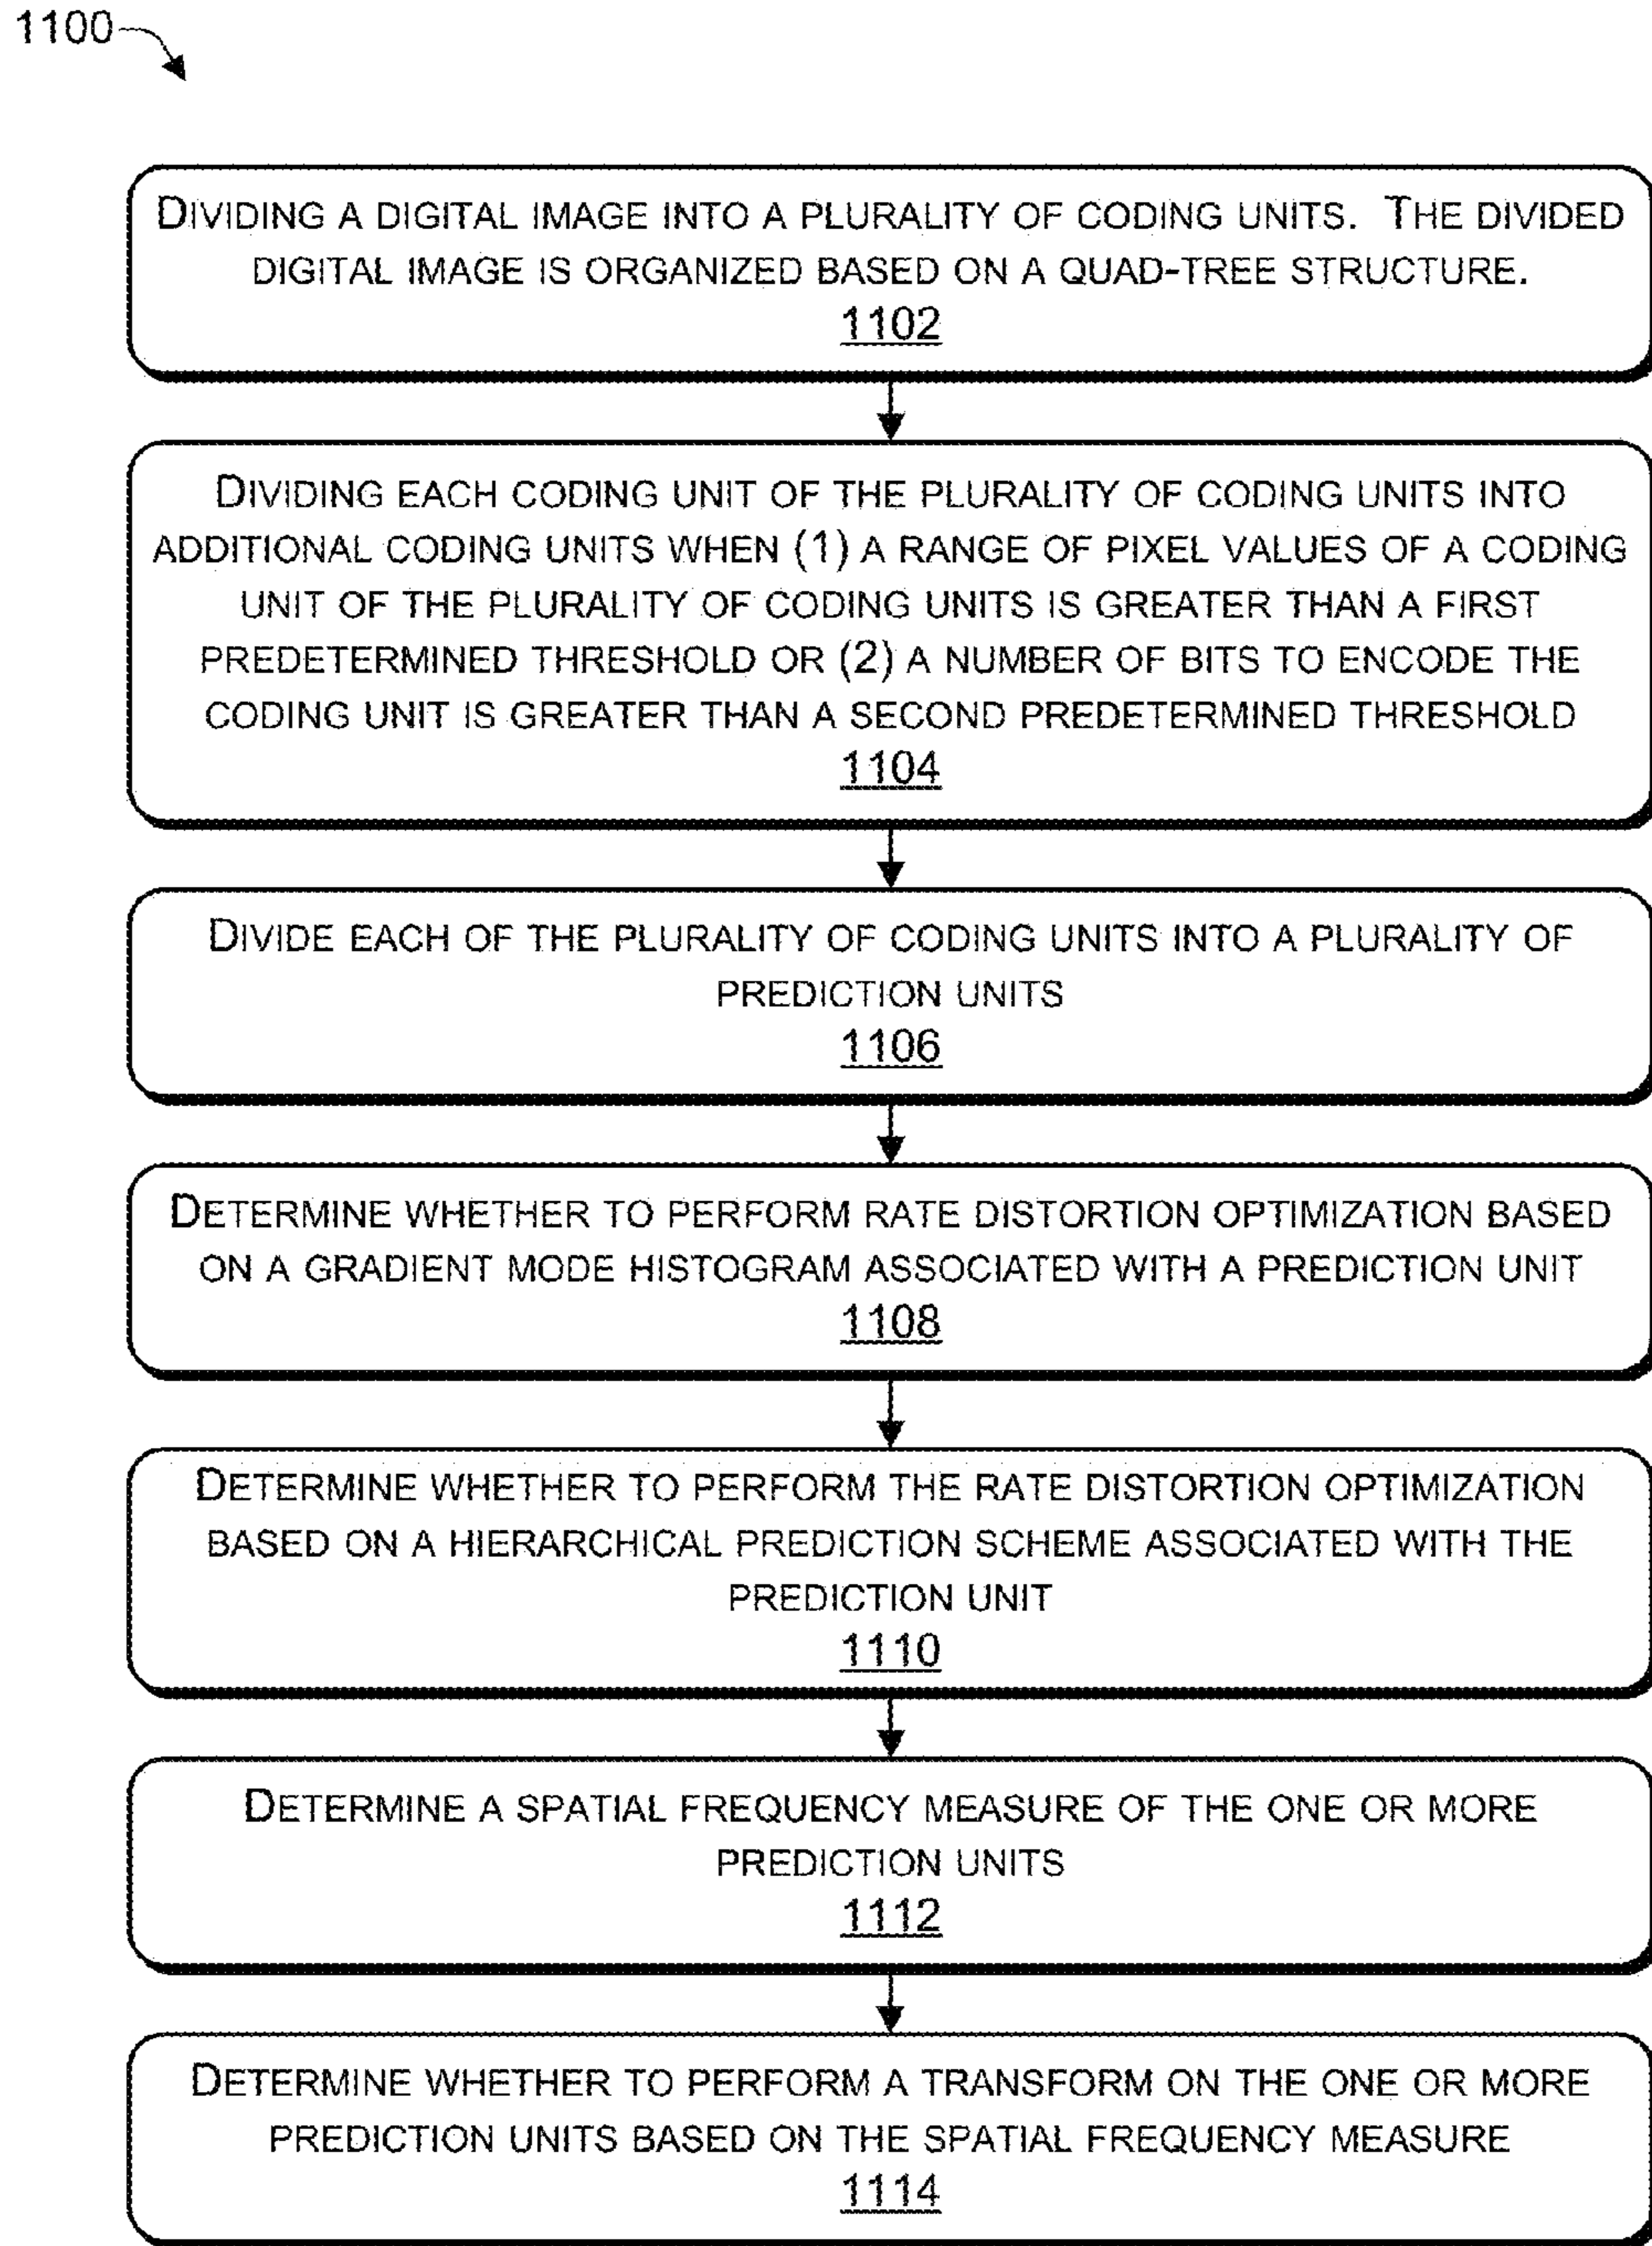 1100
DIVIDING A DIGITAL IMAGE INTO A PLURALITY OF CODING UNITS. THE DIVIDED
DIGITAL IMAGE IS ORGANIZED BASED ON A QUAD-TREE STRUCTURE.
1102
DIVIDING EACH CODING UNIT OF THE PLURALITY OF CODING UNITS INTO
ADDITIONAL CODING UNITS WHEN (1) A RANGE OF PIXEL VALUES OF A CODING
UNIT OF THE PLURALITY OF CODING UNITS IS GREATER THAN A FIRST
PREDETERMINED THRESHOLD OR (2) A NUMBER OF BITS TO ENCODE THE
CODING UNIT IS GREATER THAN A SECOND PREDETERMINED THRESHOLD
1104
DIVIDE EACH OF THE PLURALITY OF CODING UNITS INTO A PLURALITY OF
PREDICTION UNITS
1106
DETERMINE WHETHER TO PERFORM RATE DISTORTION OPTIMIZATION BASED
ON A GRADIENT MODE HISTOGRAM ASSOCIATED WITH A PREDICTION UNIT
1108
DETERMINE WHETHER TO PERFORM THE RATE DISTORTION OPTIMIZATION
BASED ON A HIERARCHICAL PREDICTION SCHEME ASSOCIATED WITH THE
PREDICTION UNIT
1110
DETERMINE A SPATIAL FREQUENCY MEASURE OF THE ONE OR MORE
PREDICTION UNITS
1112
DETERMINE WHETHER TO PERFORM A TRANSFORM ON THE ONE OR MORE
PREDICTION UNITS BASED ON THE SPATIAL FREQUENCY MEASURE
1114